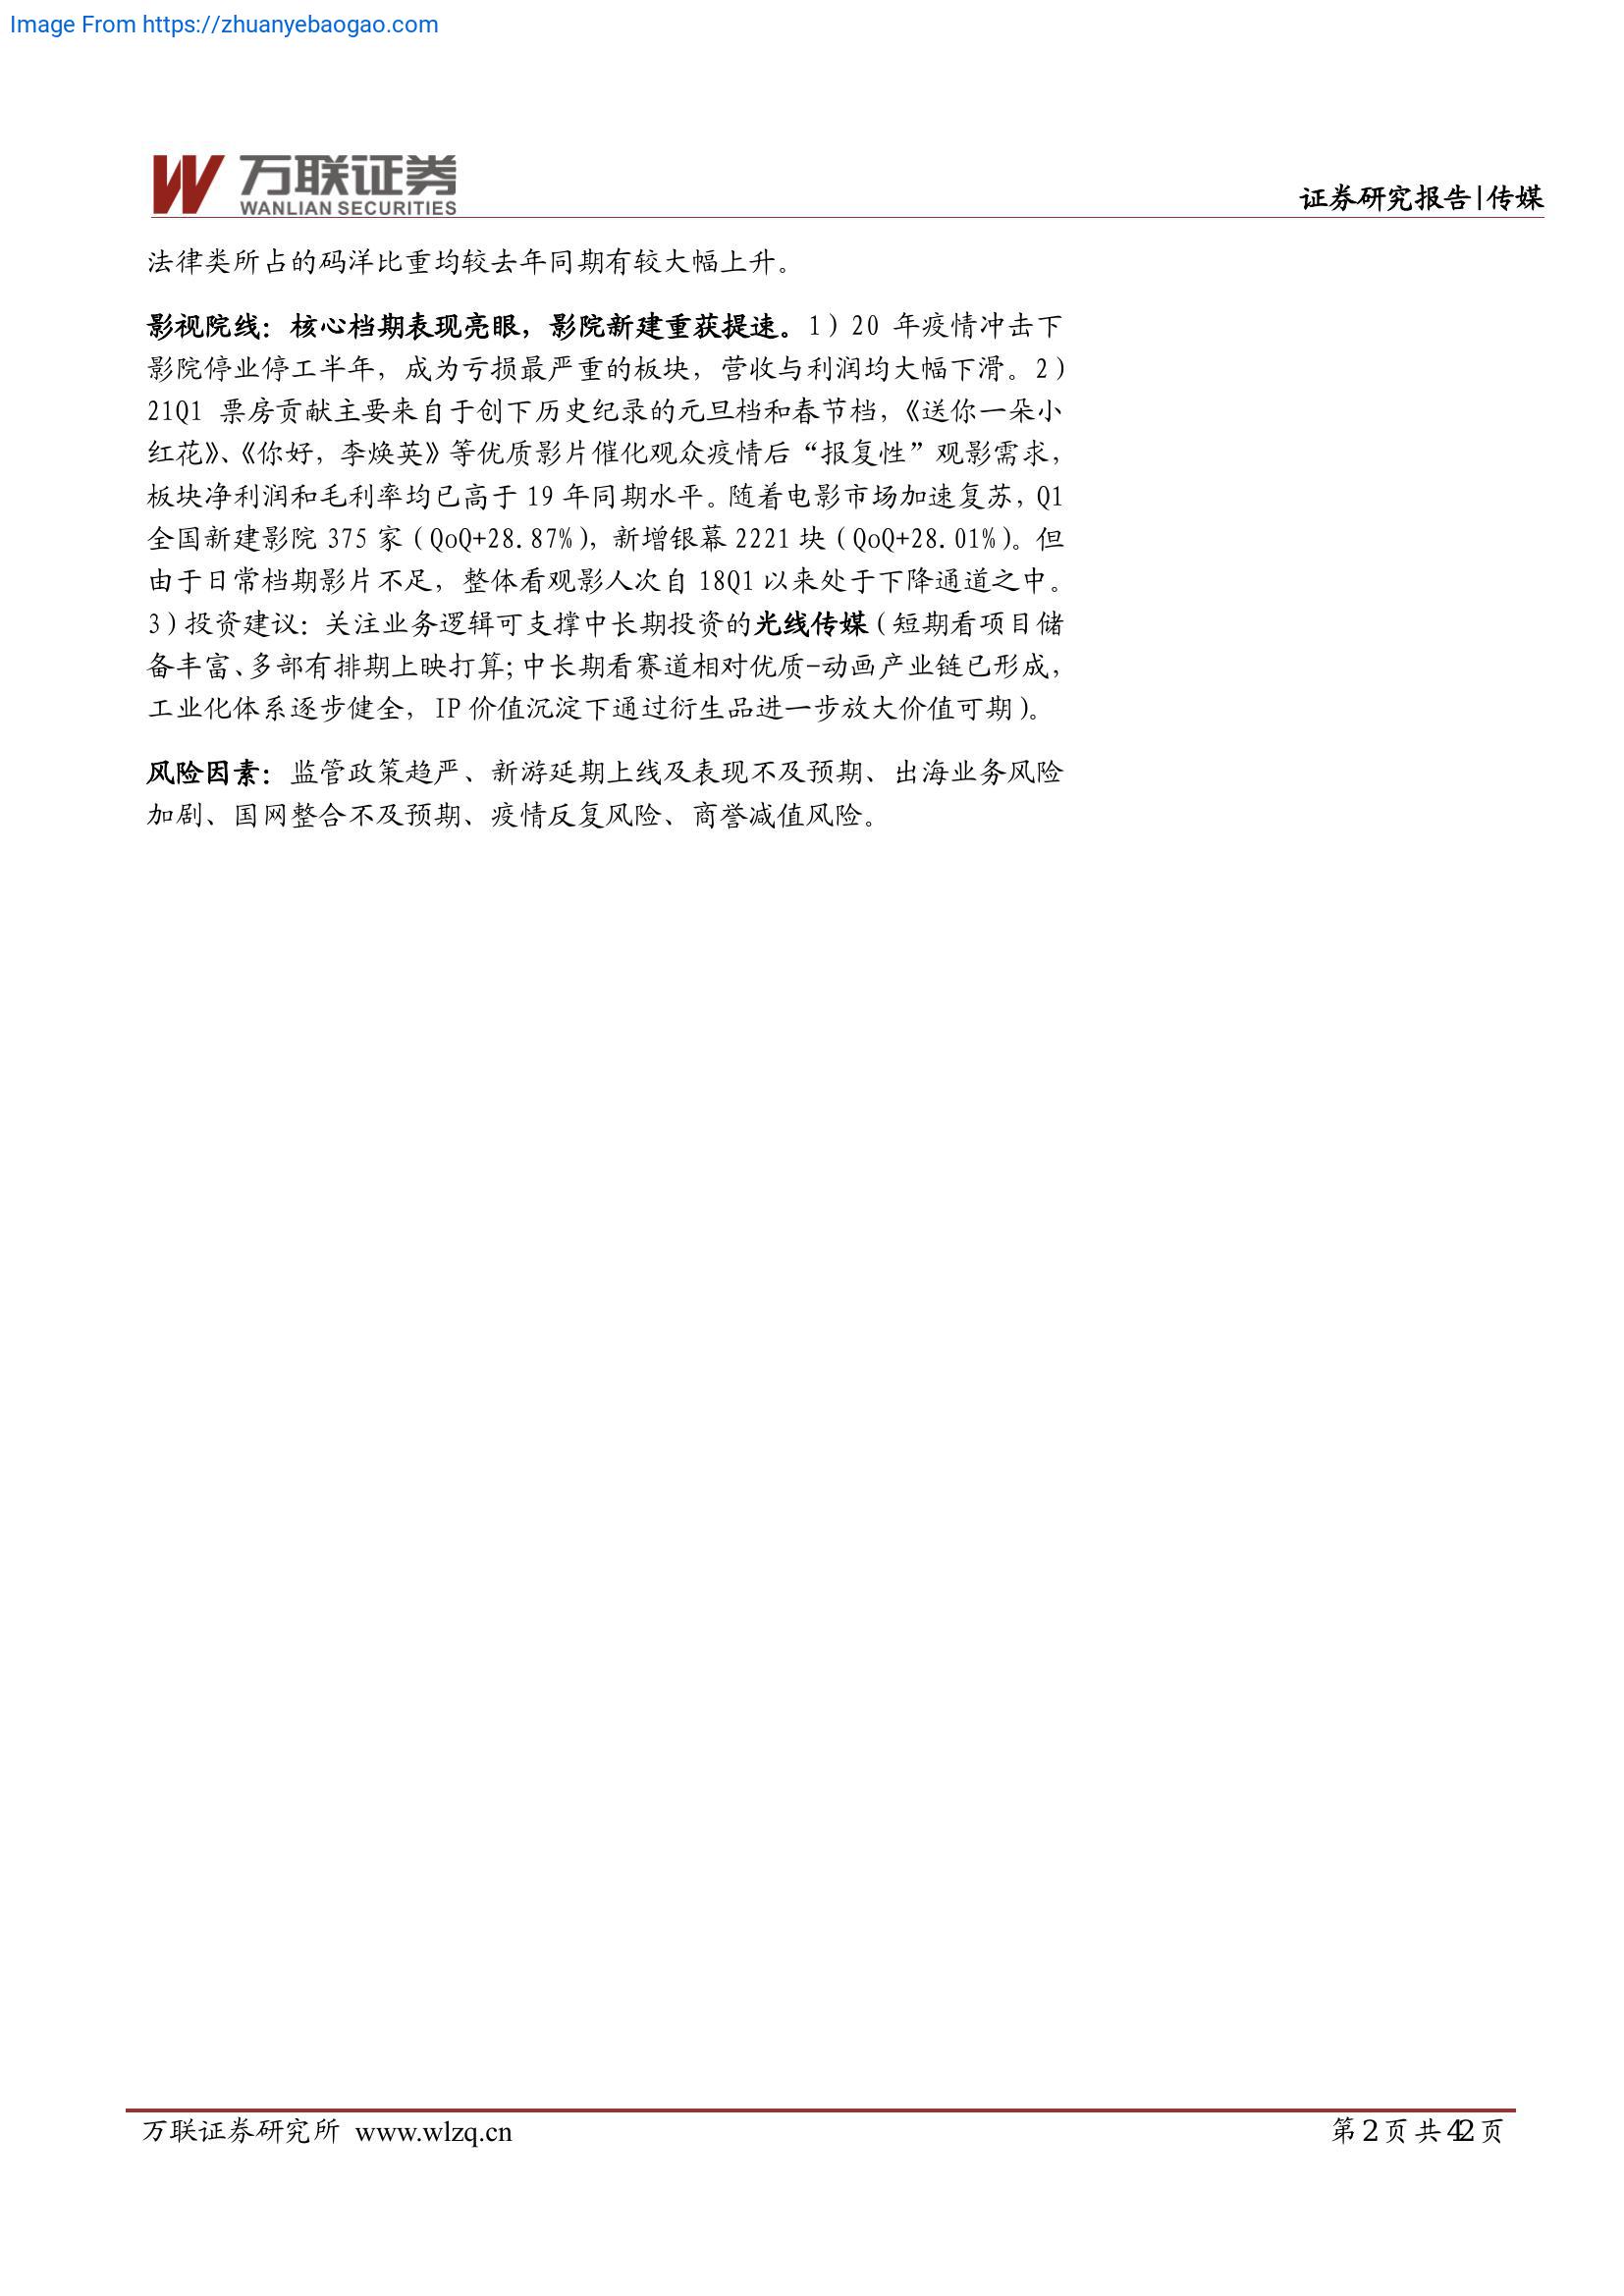 Image From https://zhuanyebaogao.com
万联证券
WANLIAN SECURITIES
证券研究报告|传媒
法律类所占的码洋比重均较去年同期有较大幅上升。
影视院线：核心档期表现亮眼，影院新建重获提速。1）20 年疫情冲击下
影院停业停工半年，成为亏损最严重的板块，营收与利润均大幅下滑。2）
21Q1 票房贡献主要来自于创下历史纪录的元旦档和春节档，《送你一朵小
红花》、《你好，李焕英》等优质影片催化观众疫情后“报复性”观影需求，
板块净利润和毛利率均已高于 19 年同期水平。随着电影市场加速复苏，Q1
全国新建影院 375 家（QoQ+28.87%），新增银幕 2221 块（QoQ+28.01%）。但
由于日常档期影片不足，整体看观影人次自 18Q1 以来处于下降通道之中。
3）投资建议：关注业务逻辑可支撑中长期投资的光线传媒（短期看项目储
备丰富、多部有排期上映打算；中长期看赛道相对优质-动画产业链已形成，
工业化体系逐步健全，IP 价值沉淀下通过衍生品进一步放大价值可期）。
风险因素：监管政策趋严、新游延期上线及表现不及预期、出海业务风险
加剧、国网整合不及预期、疫情反复风险、商誉减值风险。
万联证券研究所 www.wlzq.cn
第 2 页 共 42 页